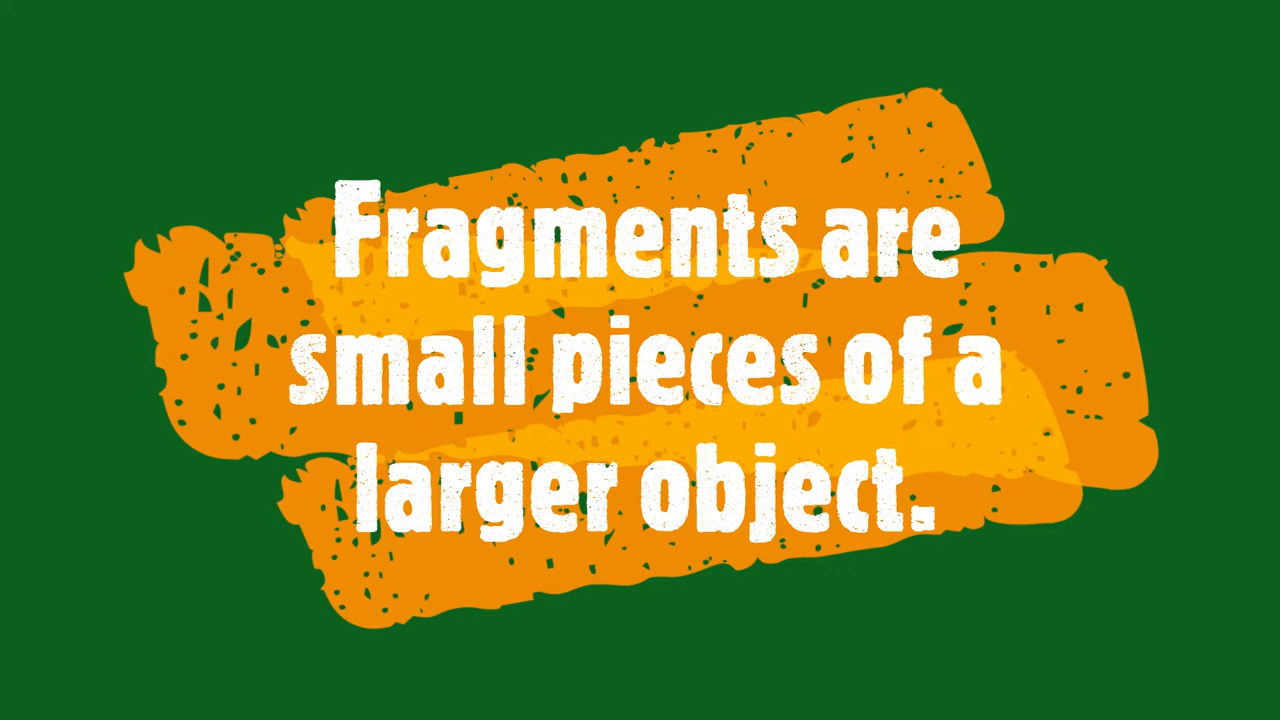 Fragments are
small pieces of a
larger object.